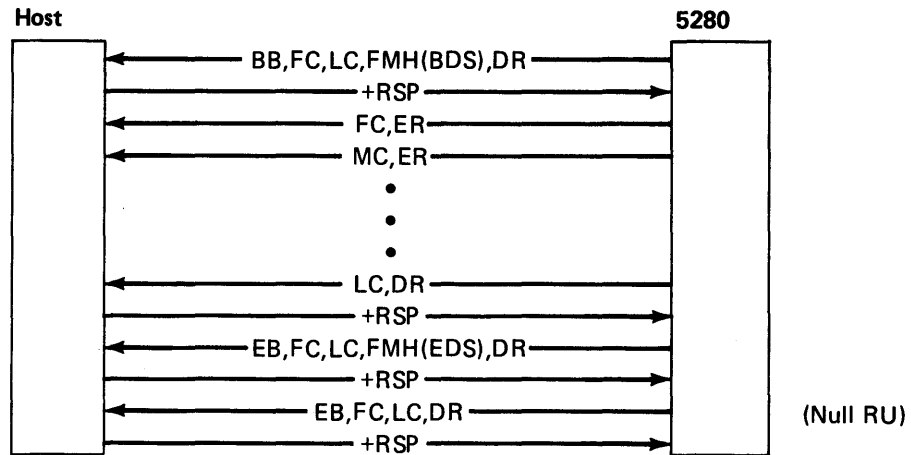 Host 5280
BB,FC,LC,FMH(BDS),DR
+RSP
FC,ER
MC,ER
LC,DR
+RSP
EB,FC,LC,FMH(EDS),DR
+RSP
EB,FC,LC,DR (Null RU)
+RSP